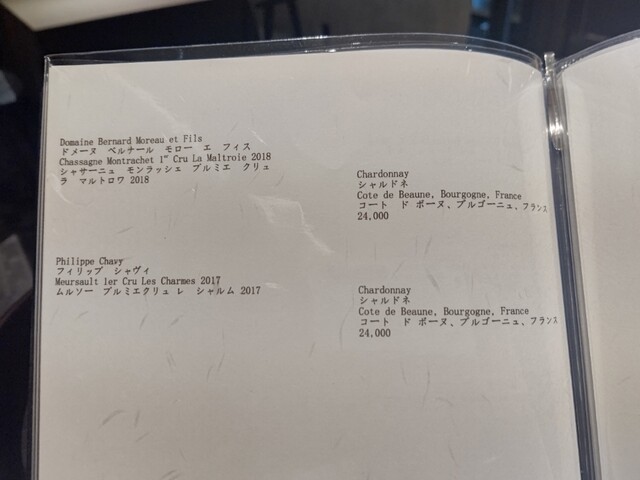 Domaine Bernard Moreau et Fils
ドメーヌ ベルナール モロー エ フィス
Chassagne Montrachet 1er Cru La Maltroie 2018
シャサーニュ モンラッシェ プルミエ クリュ
ラ マルトロワ 2018
Chardonnay
シャルドネ
Cote de Beaune, Bourgogne, France
コート ド ボーヌ、ブルゴーニュ、フランス
24,000
Philippe Chavy
フィリップ シャヴィ
Meursault 1er Cru Les Charmes 2017
ムルソー プルミエクリュ レ シャルム 2017
Chardonnay
シャルドネ
Cote de Beaune, Bourgogne, France
コート ド ボーヌ、ブルゴーニュ、フランス
24,000